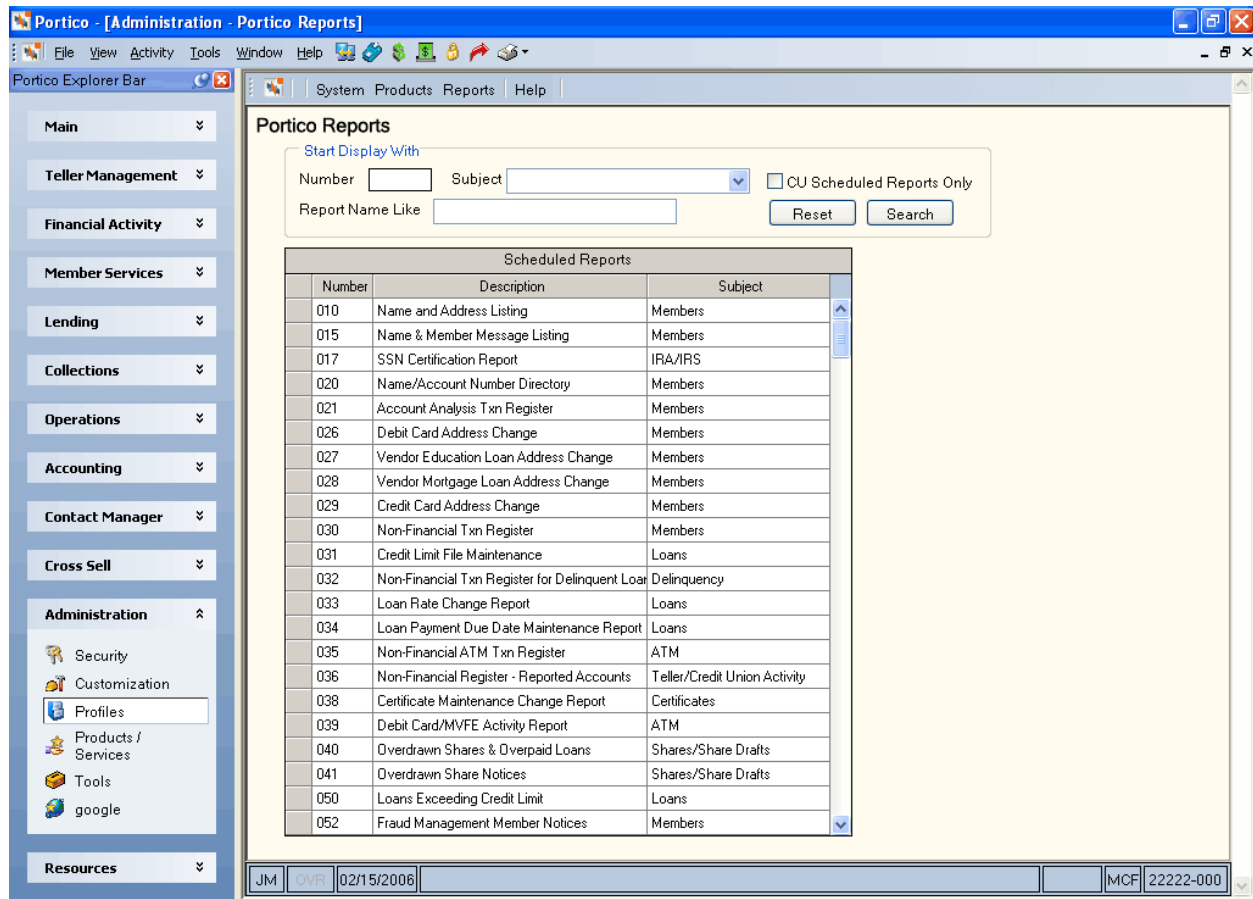 Portico - [Administration - Portico Reports]
File View Activity Tools Window Help
Portico Explorer Bar
Main
Teller Management
Financial Activity
Member Services
Lending
Collections
Operations
Accounting
Contact Manager
Cross Sell
Administration
Security
Customization
Profiles
Products /
Services
Tools
google
Resources
System Products Reports Help
Portico Reports
Start Display With
Number Subject CU Scheduled Reports Only
Report Name Like Reset Search
Scheduled Reports
Number Description Subject
010 Name and Address Listing Members
015 Name & Member Message Listing Members
017 SSN Certification Report IRA/IRS
020 Name/Account Number Directory Members
021 Account Analysis Txn Register Members
026 Debit Card Address Change Members
027 Vendor Education Loan Address Change Members
028 Vendor Mortgage Loan Address Change Members
029 Credit Card Address Change Members
030 Non-Financial Txn Register Members
031 Credit Limit File Maintenance Loans
032 Non-Financial Txn Register for Delinquent Loar Delinquency
033 Loan Rate Change Report Loans
034 Loan Payment Due Date Maintenance Report Loans
035 Non-Financial ATM Txn Register ATM
036 Non-Financial Register - Reported Accounts Teller/Credit Union Activity
038 Certificate Maintenance Change Report Certificates
039 Debit Card/MVFE Activity Report ATM
040 Overdrawn Shares & Overpaid Loans Shares/Share Drafts
041 Overdrawn Share Notices Shares/Share Drafts
050 Loans Exceeding Credit Limit Loans
052 Fraud Management Member Notices Members
JM OVR 02/15/2006 MCF 22222-000